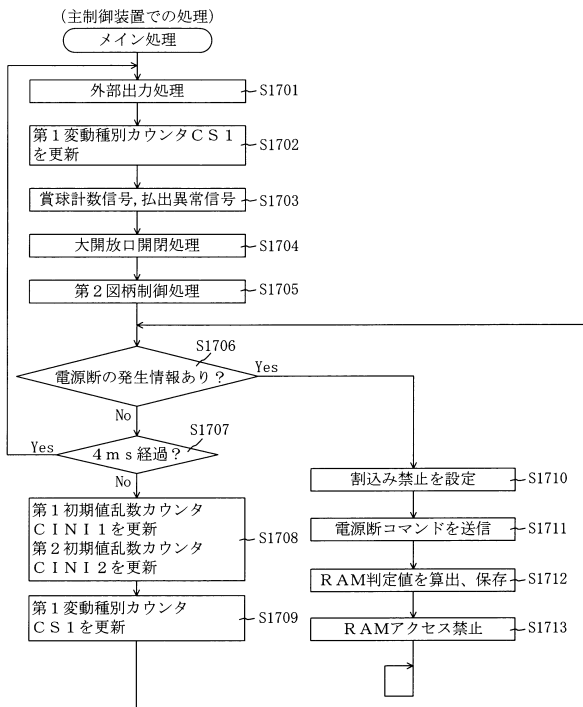 (主制御装置での処理)
メイン処理
外部出力処理
S1701
第１変動種別カウンタＣＳ１
を更新
S1702
賞球計数信号,払出異常信号
S1703
大開放口開閉処理
S1704
第２図柄制御処理
S1705
S1706
電源断の発生情報あり？
Yes
No
S1707
Yes
４ｍｓ経過？
No
第１初期値乱数カウンタ
ＣＩＮＩ１を更新
第２初期値乱数カウンタ
ＣＩＮＩ２を更新
S1708
第１変動種別カウンタ
ＣＳ１を更新
S1709
割込み禁止を設定
S1710
電源断コマンドを送信
S1711
ＲＡＭ判定値を算出、保存
S1712
ＲＡＭアクセス禁止
S1713